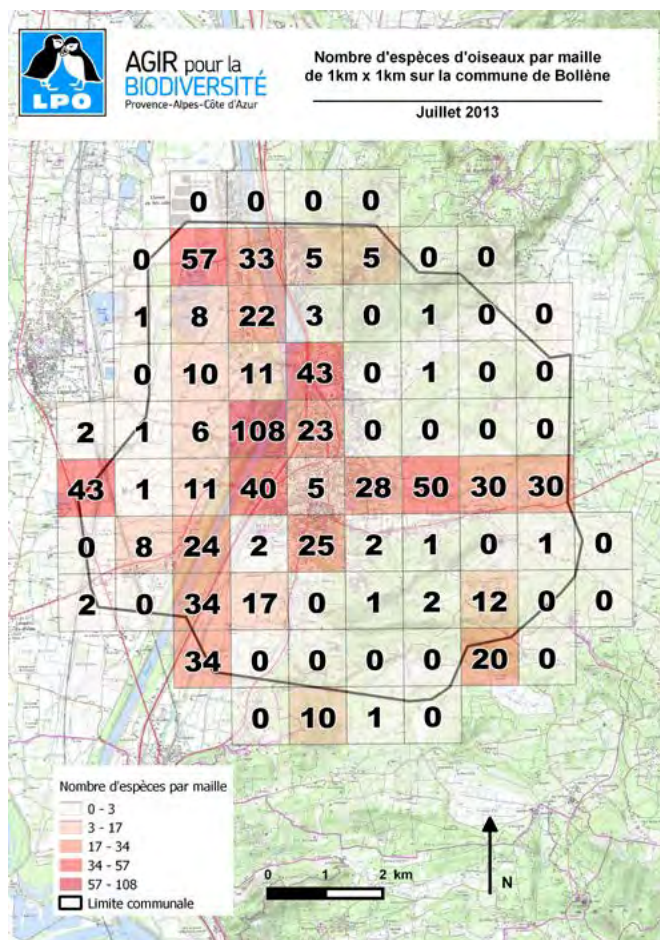 LPO
AGIR pour la
BIODIVERSITÉ
Provence-Alpes-Côte d'Azur
Nombre d'espèces d'oiseaux par maille
de 1km x 1km sur la commune de Bollène
Juillet 2013
0 0 0 0
0 57 33 5 5 0 0
1 8 22 3 0 1 0 0
0 10 11 43 0 1 0 0
2 1 6 108 23 0 0 0 0
43 1 11 40 5 28 50 30 30
0 8 24 2 25 2 1 0 1 0
2 0 34 17 0 1 2 12 0 0
34 0 0 0 0 20 0
0 10 1 0
Nombre d'espèces par maille
0 - 3
3 - 17
17 - 34
34 - 57
57 - 108
Limite communale
0 1 2 km
N